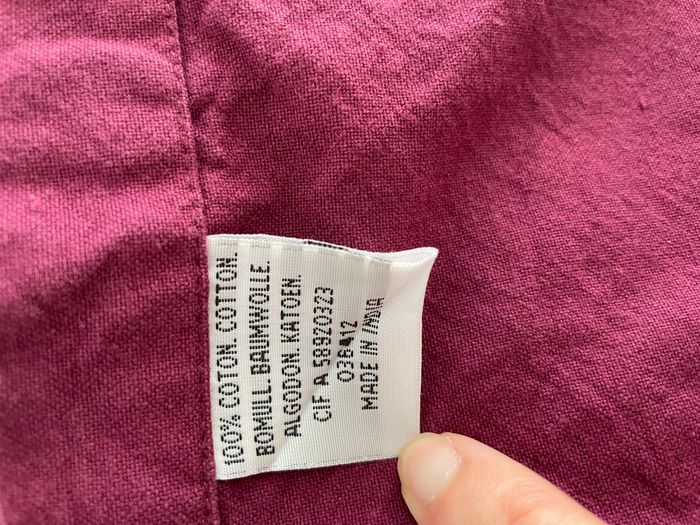 100% COTON. COTTON.
BOMULL. BAUMWOLLE.
ALGODON. KATOEN.
CIF A 58920323
MADE IN INDIA